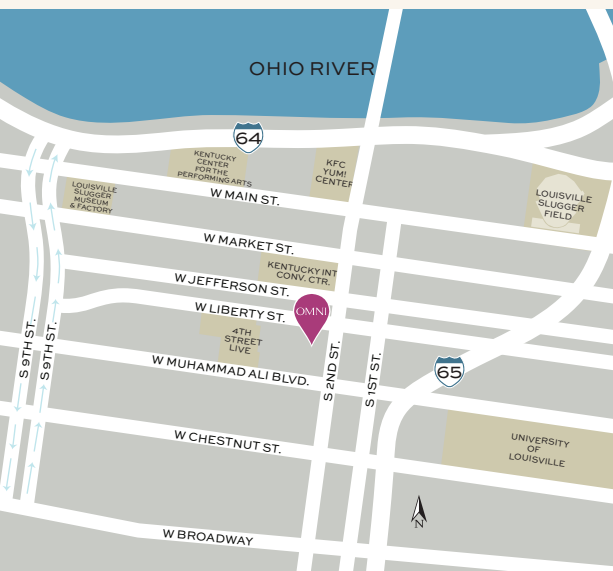 OHIO RIVER
64
KENTUCKY
CENTER
FOR THE
PERFORMING ARTS
KFC
YUM!
CENTER
LOUISVILLE
SLUGGER
MUSEUM
& FACTORY
W MAIN ST.
LOUISVILLE
SLUGGER
FIELD
W MARKET ST.
KENTUCKY INT
CONV. CTR.
W JEFFERSON ST.
W LIBERTY ST.
OMNI
4TH
STREET
LIVE
S 9TH ST.
S 9TH ST.
W MUHAMMAD ALI BLVD.
S 2ND ST.
S 1ST ST.
65
W CHESTNUT ST.
UNIVERSITY
OF
LOUISVILLE
N
W BROADWAY